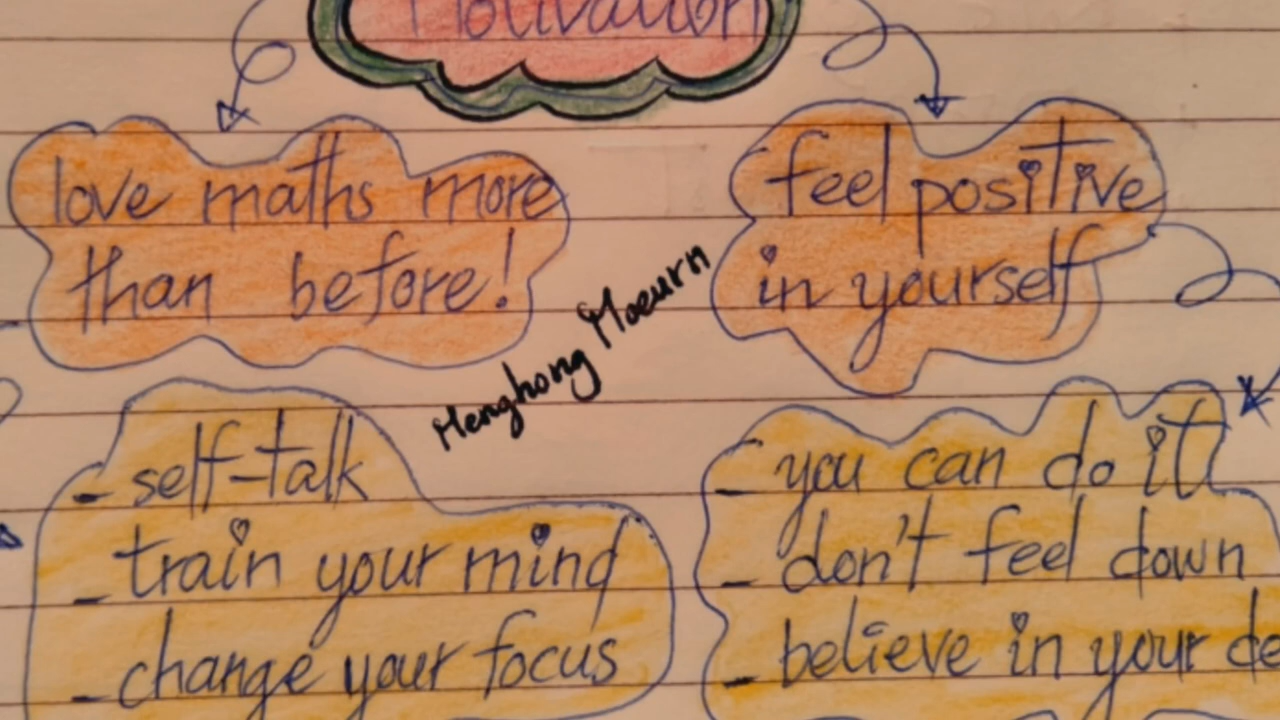 Motivation
love maths more
than before!
feel positive
in yourself
Menghong Moeurn
- self-talk
- train your mind
- change your focus
- you can do it
- don't feel down
- believe in your de